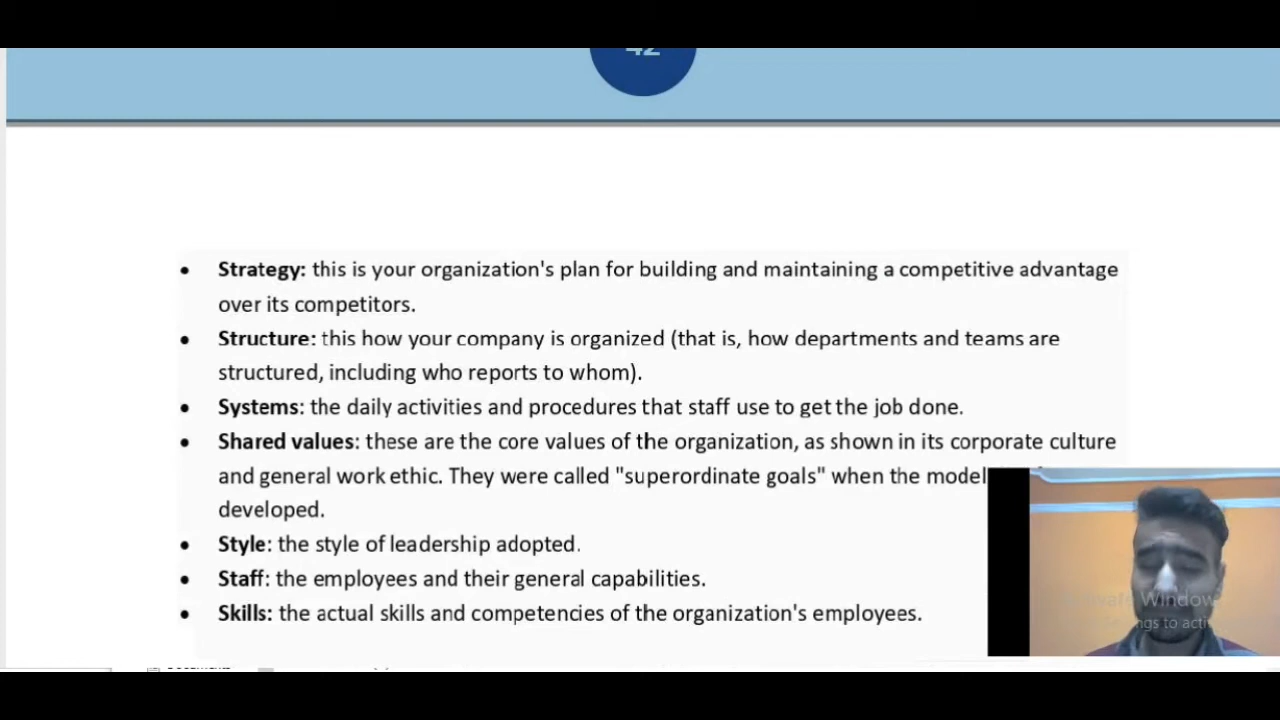 42
Strategy: this is your organization's plan for building and maintaining a competitive advantage
over its competitors.
Structure: this how your company is organized (that is, how departments and teams are
structured, including who reports to whom).
Systems: the daily activities and procedures that staff use to get the job done.
Shared values: these are the core values of the organization, as shown in its corporate culture
and general work ethic. They were called "superordinate goals" when the model
developed.
Style: the style of leadership adopted.
Staff: the employees and their general capabilities.
Skills: the actual skills and competencies of the organization's employees.